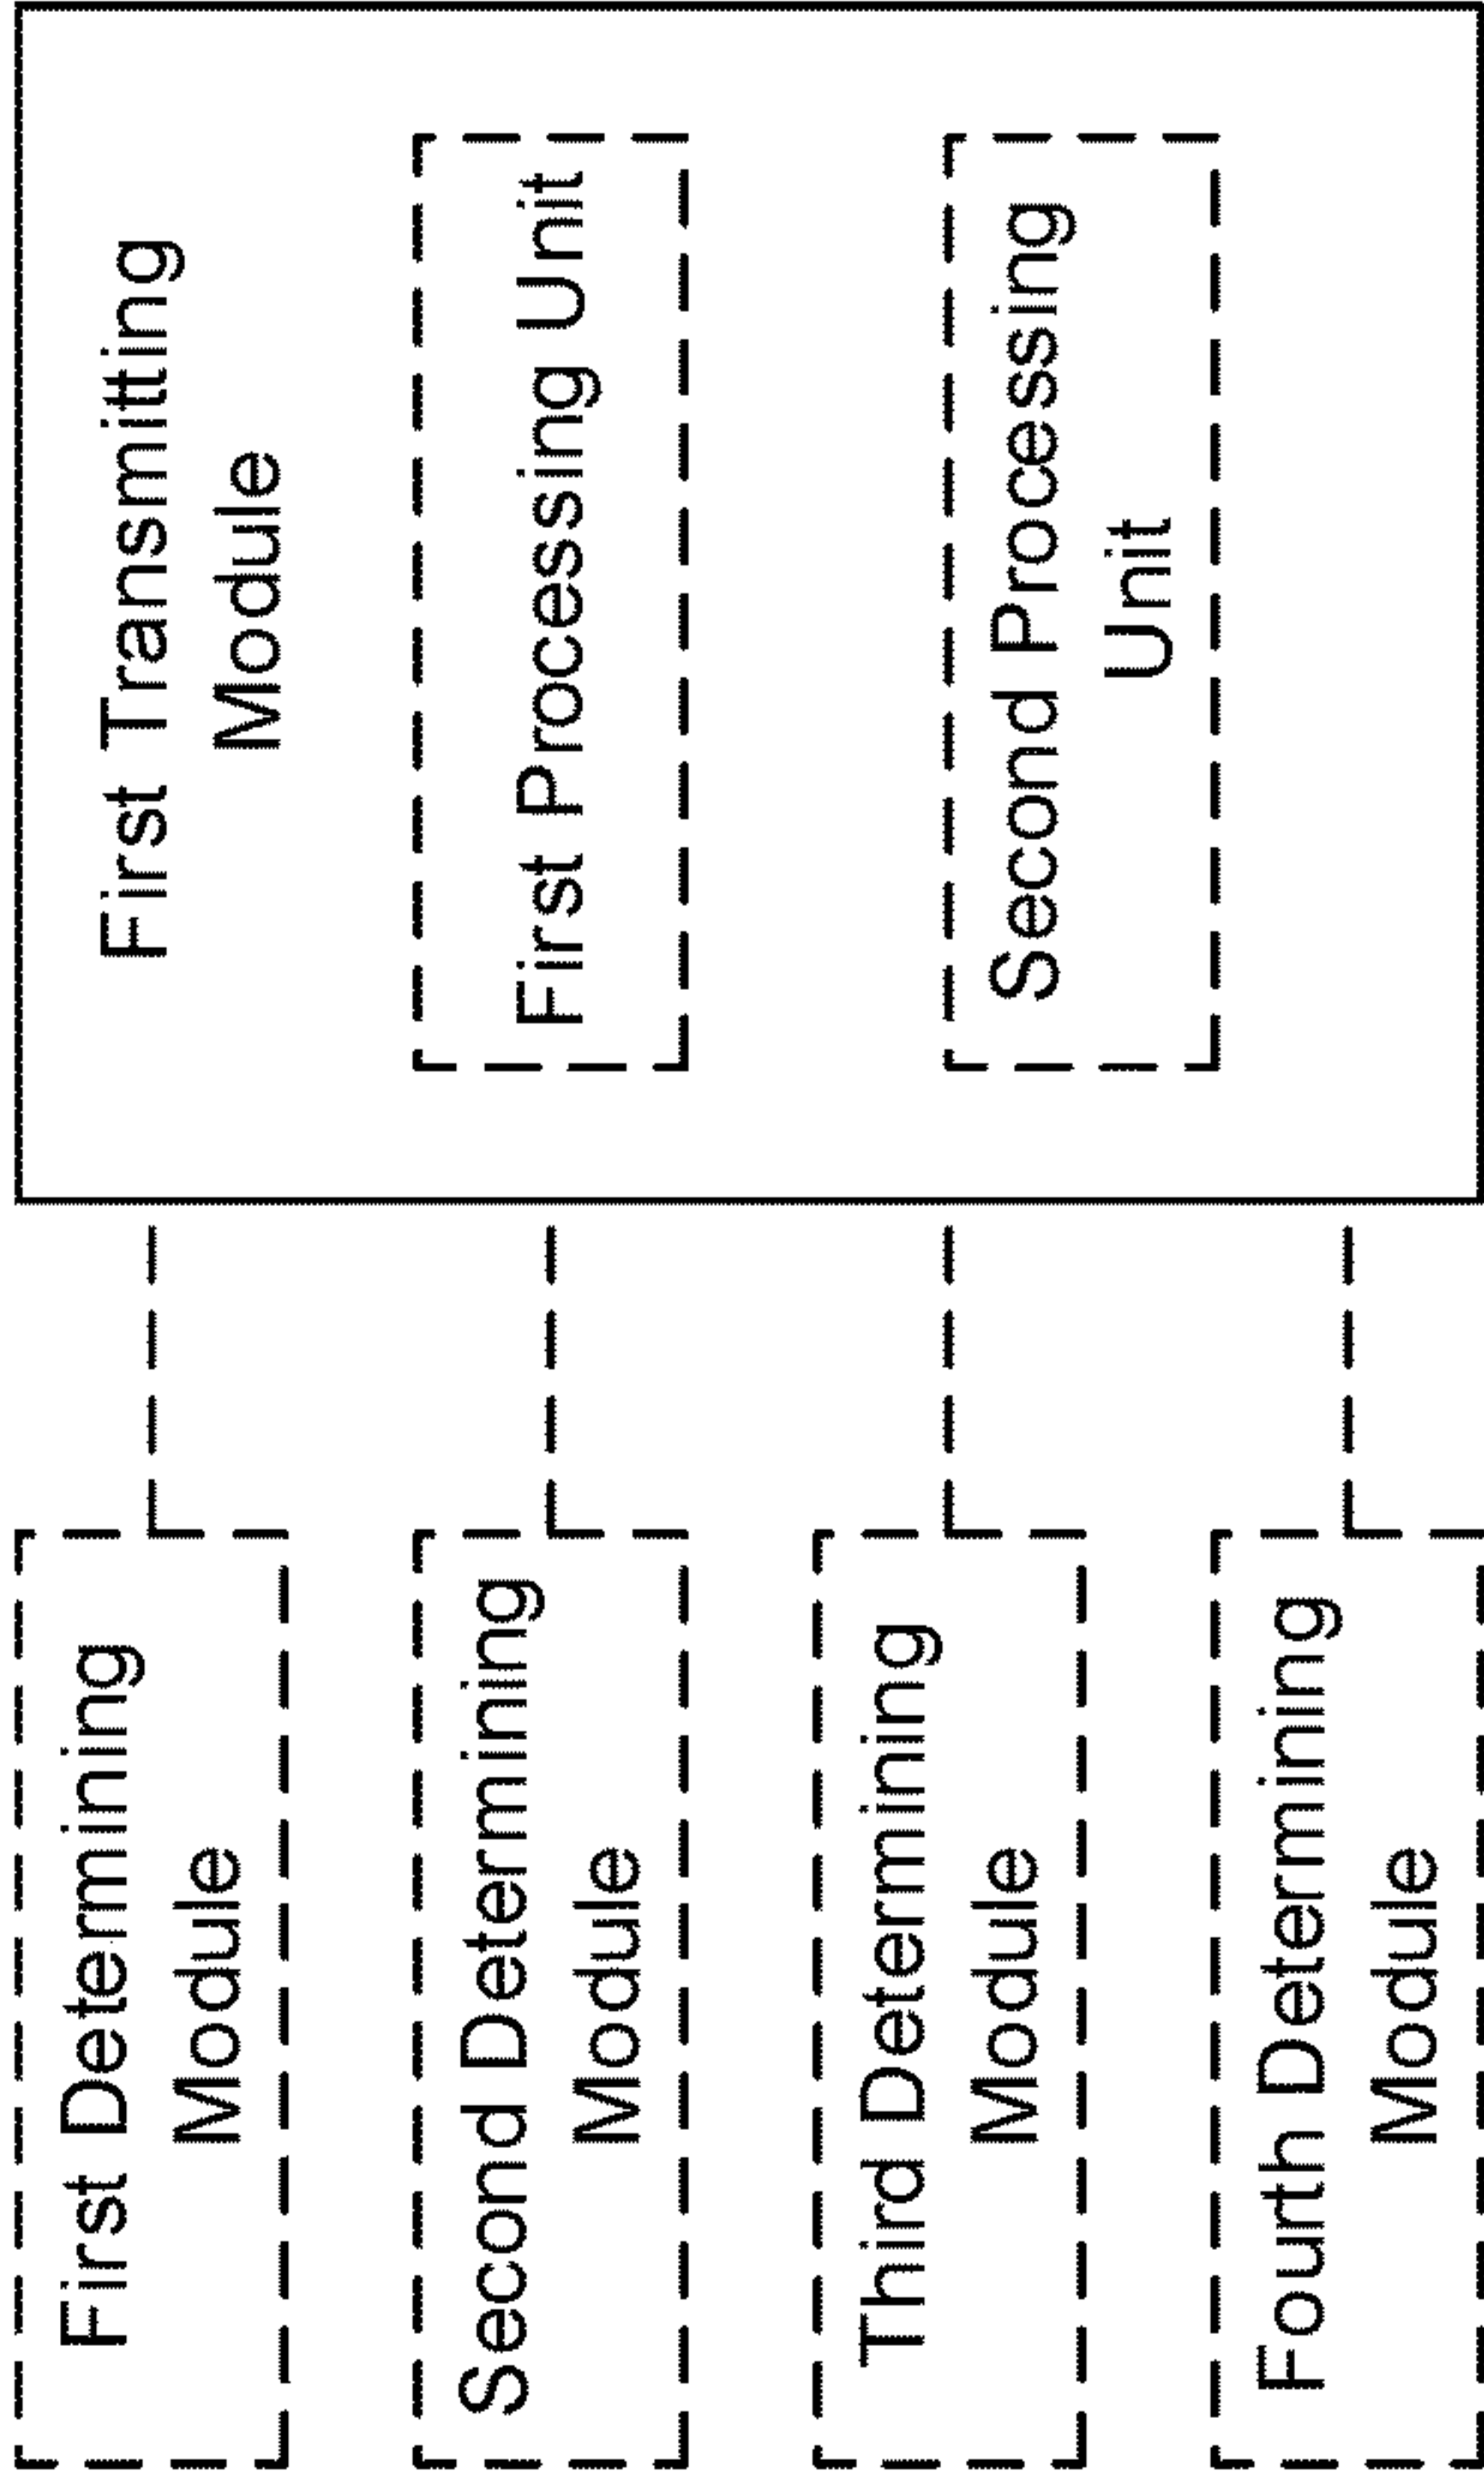 First Determining
Module
Second Determining
Module
Third Determining
Module
Fourth Determining
Module
First Transmitting
Module
First Processing Unit
Second Processing
Unit